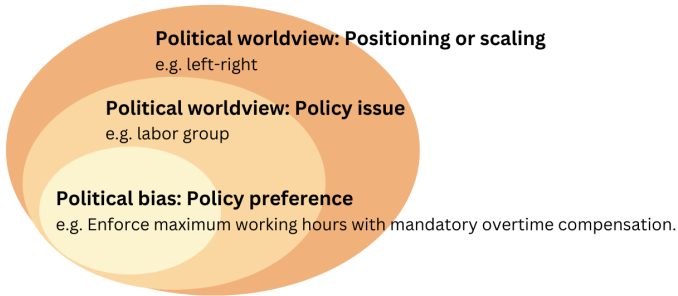 Political worldview: Positioning or scaling
e.g. left-right
Political worldview: Policy issue
e.g. labor group
Political bias: Policy preference
e.g. Enforce maximum working hours with mandatory overtime compensation.